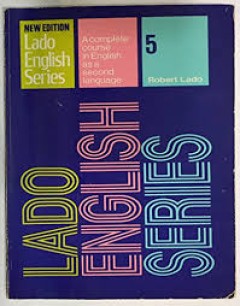 NEW EDITION
Lado
English
Series
A complete
course
in English
as a
second
language
5
Robert Lado
LADO
ENGLISH
SERIES